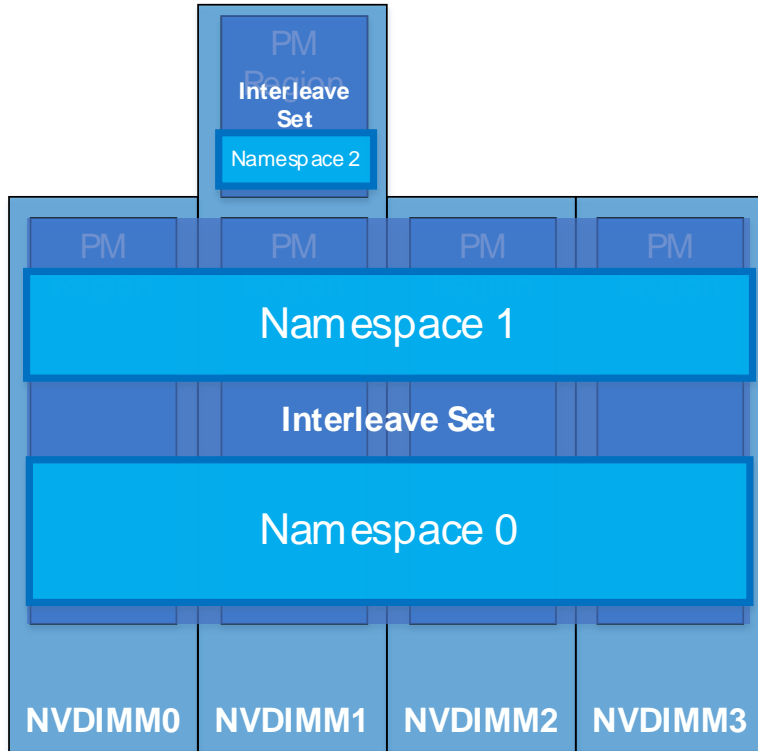 PM
Region
Interleave
Set
Namespace 2
PM PM PM PM
Namespace 1
Interleave Set
Namespace 0
NVDIMM0 NVDIMM1 NVDIMM2 NVDIMM3